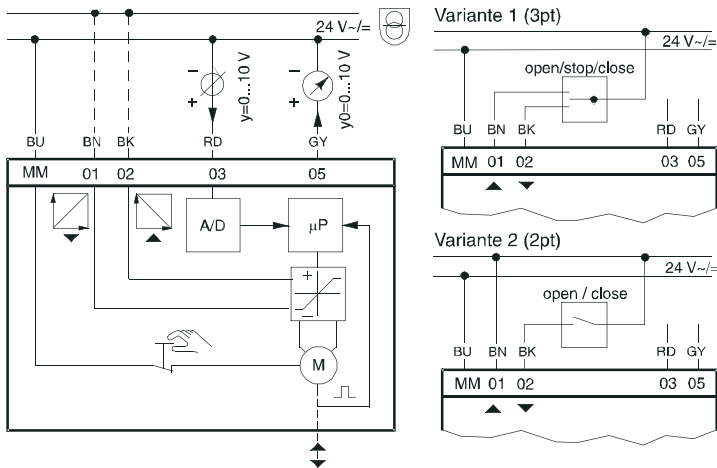 24 V~/=
–
+
y=0...10 V
–
+
y0=0...10 V
BU BN BK RD GY
MM 01 02 03 05
A/D
µP
+
–
M
Variante 1 (3pt)
24 V~/=
open/stop/close
BU BN BK RD GY
MM 01 02 03 05
Variante 2 (2pt)
24 V~/=
open / close
BU BN BK RD GY
MM 01 02 03 05